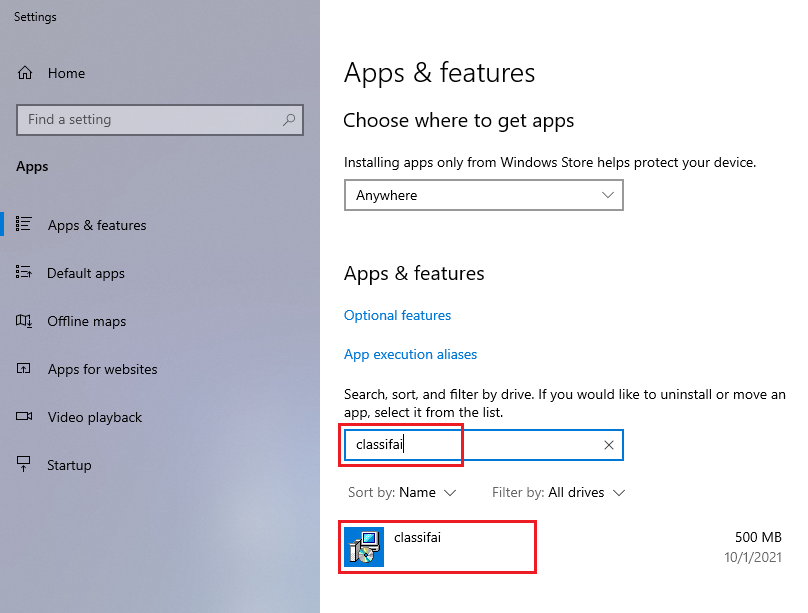 Settings
Home
Find a setting
Apps
Apps & features
Default apps
Offline maps
Apps for websites
Video playback
Startup
Apps & features
Choose where to get apps
Installing apps only from Windows Store helps protect your device.
Anywhere
Apps & features
Optional features
App execution aliases
Search, sort, and filter by drive. If you would like to uninstall or move an
app, select it from the list.
classifai
Sort by: Name Filter by: All drives
classifai 500 MB
10/1/2021